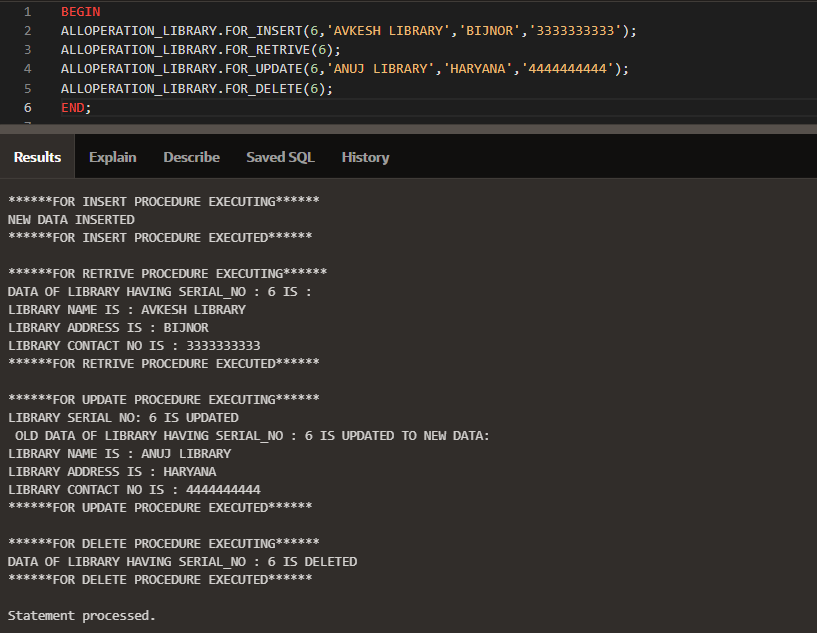 1 BEGIN
2 ALLOPERATION_LIBRARY.FOR_INSERT(6,'AVKESH LIBRARY','BIJNOR','3333333333');
3 ALLOPERATION_LIBRARY.FOR_RETRIVE(6);
4 ALLOPERATION_LIBRARY.FOR_UPDATE(6,'ANUJ LIBRARY','HARYANA','4444444444');
5 ALLOPERATION_LIBRARY.FOR_DELETE(6);
6 END;
Results Explain Describe Saved SQL History
******FOR INSERT PROCEDURE EXECUTING******
NEW DATA INSERTED
******FOR INSERT PROCEDURE EXECUTED******
******FOR RETRIVE PROCEDURE EXECUTING******
DATA OF LIBRARY HAVING SERIAL_NO : 6 IS :
LIBRARY NAME IS : AVKESH LIBRARY
LIBRARY ADDRESS IS : BIJNOR
LIBRARY CONTACT NO IS : 3333333333
******FOR RETRIVE PROCEDURE EXECUTED******
******FOR UPDATE PROCEDURE EXECUTING******
LIBRARY SERIAL NO: 6 IS UPDATED
OLD DATA OF LIBRARY HAVING SERIAL_NO : 6 IS UPDATED TO NEW DATA:
LIBRARY NAME IS : ANUJ LIBRARY
LIBRARY ADDRESS IS : HARYANA
LIBRARY CONTACT NO IS : 4444444444
******FOR UPDATE PROCEDURE EXECUTED******
******FOR DELETE PROCEDURE EXECUTING******
DATA OF LIBRARY HAVING SERIAL_NO : 6 IS DELETED
******FOR DELETE PROCEDURE EXECUTED******
Statement processed.